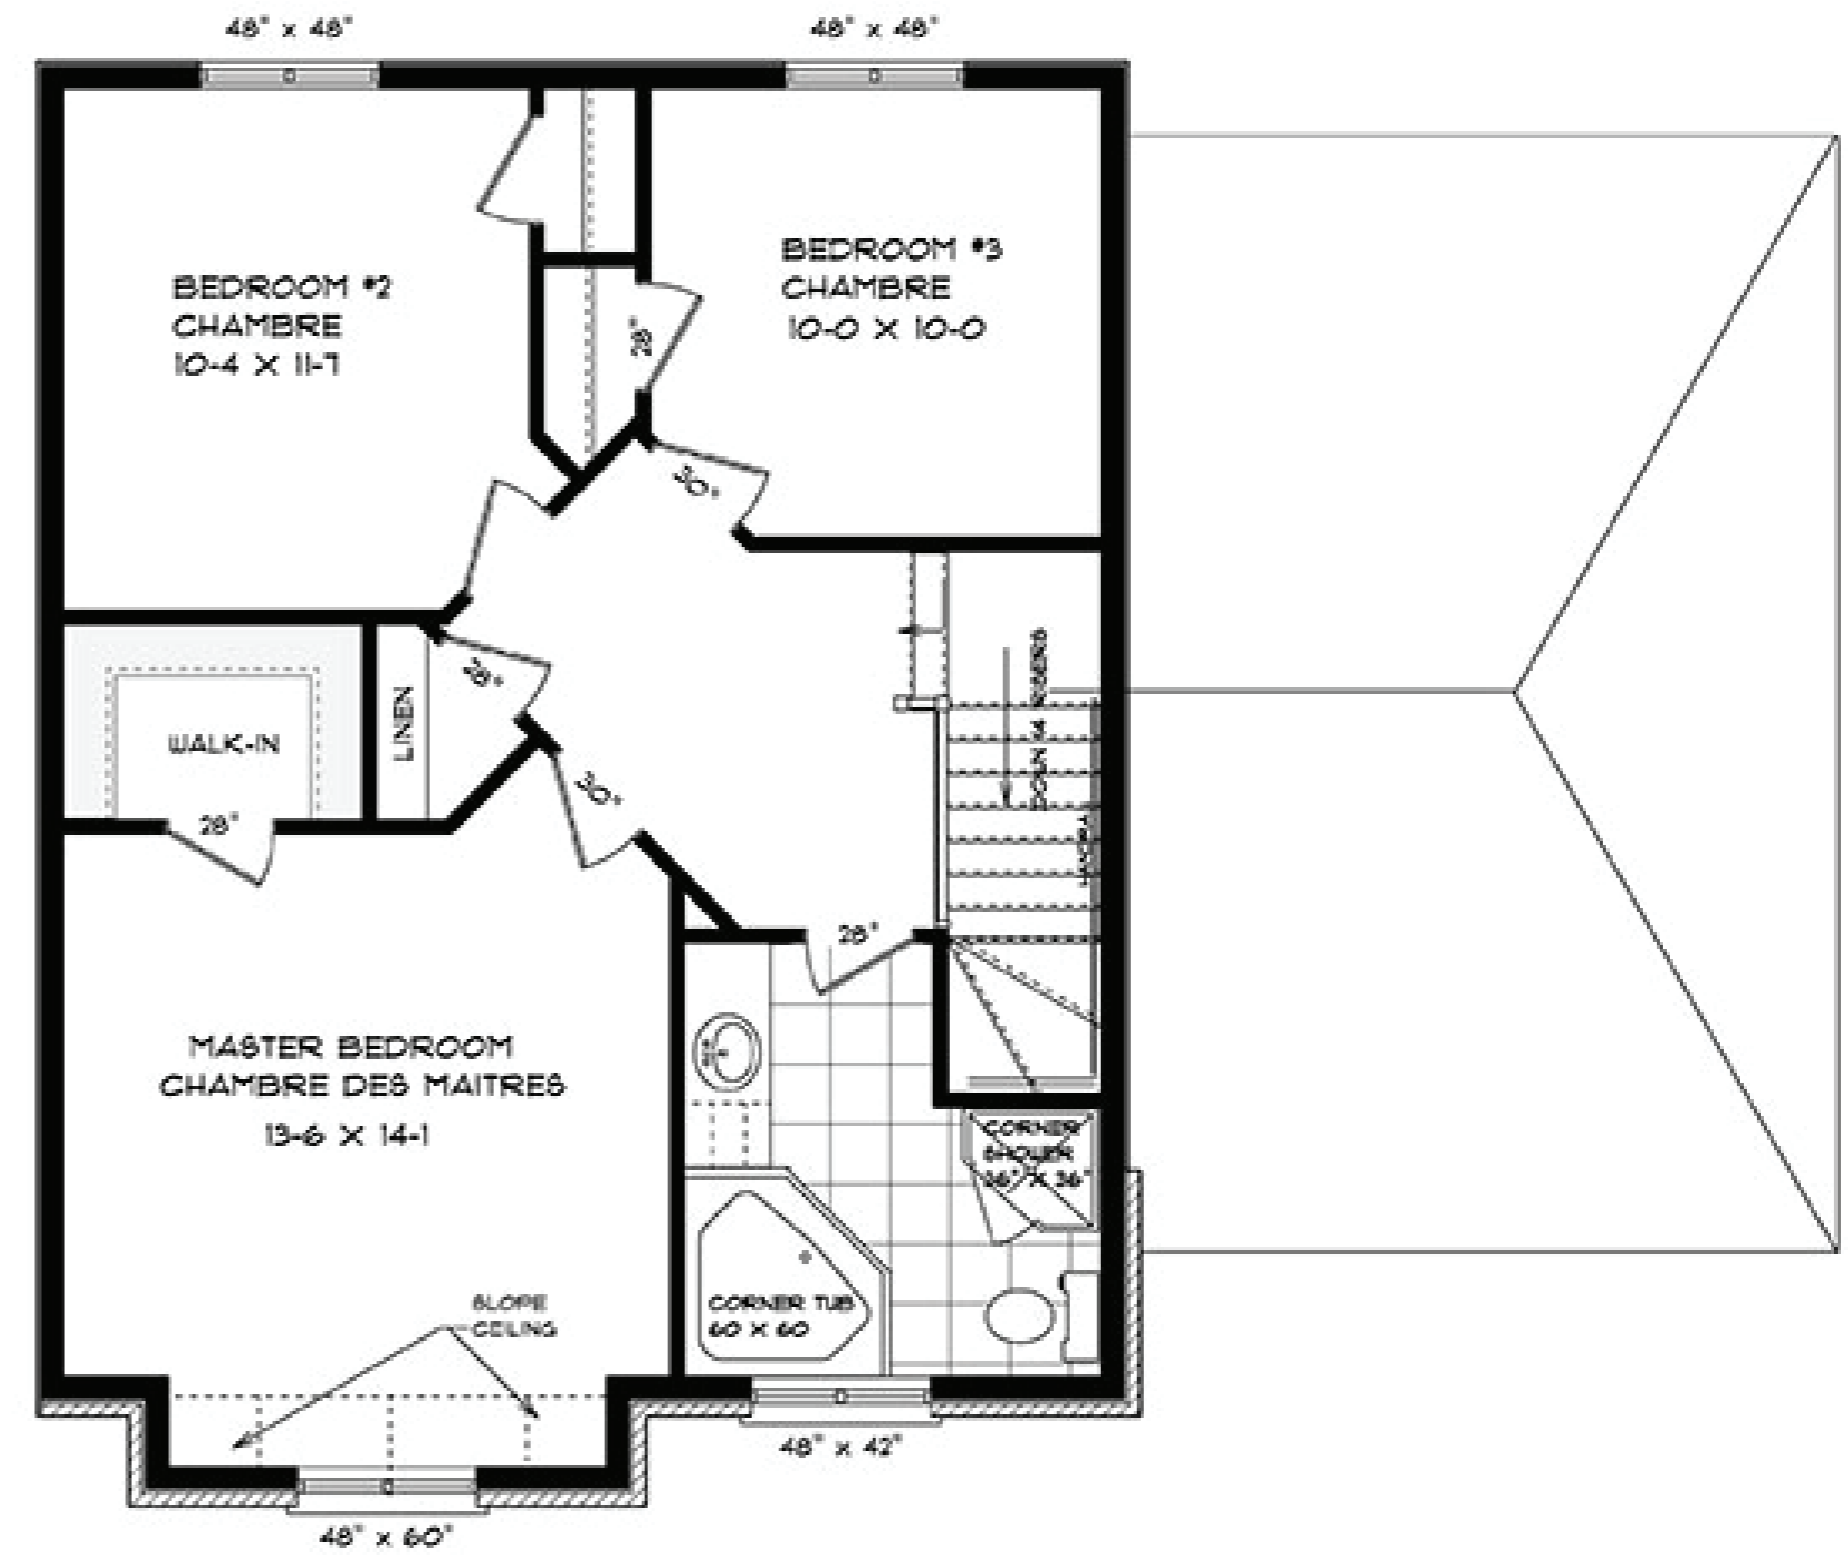 48" x 48"
48" x 48"
BEDROOM #2
CHAMBRE
10-4 X 11-7
BEDROOM #3
CHAMBRE
10-0 X 10-0
28"
30"
28"
LINEN
WALK-IN
28"
30"
DOWN 14 RISERS
28"
MASTER BEDROOM
CHAMBRE DES MAITRES
13-6 X 14-1
CORNER
SHOWER
36" X 36"
SLOPE
CEILING
CORNER TUB
60 X 60
48" x 42"
48" x 60"